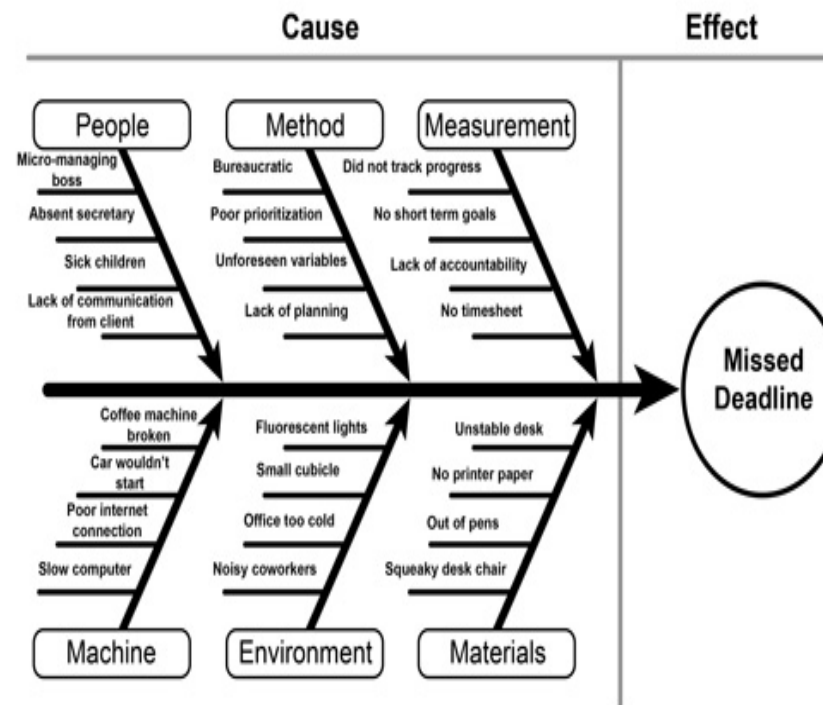 Cause
Effect
People
Method
Measurement
Micro-managing
boss
Absent secretary
Sick children
Lack of communication
from client
Bureaucratic
Poor prioritization
Unforeseen variables
Lack of planning
Did not track progress
No short term goals
Lack of accountability
No timesheet
Missed
Deadline
Coffee machine
broken
Car wouldn't
start
Poor internet
connection
Slow computer
Fluorescent lights
Small cubicle
Office too cold
Noisy coworkers
Unstable desk
No printer paper
Out of pens
Squeaky desk chair
Machine
Environment
Materials